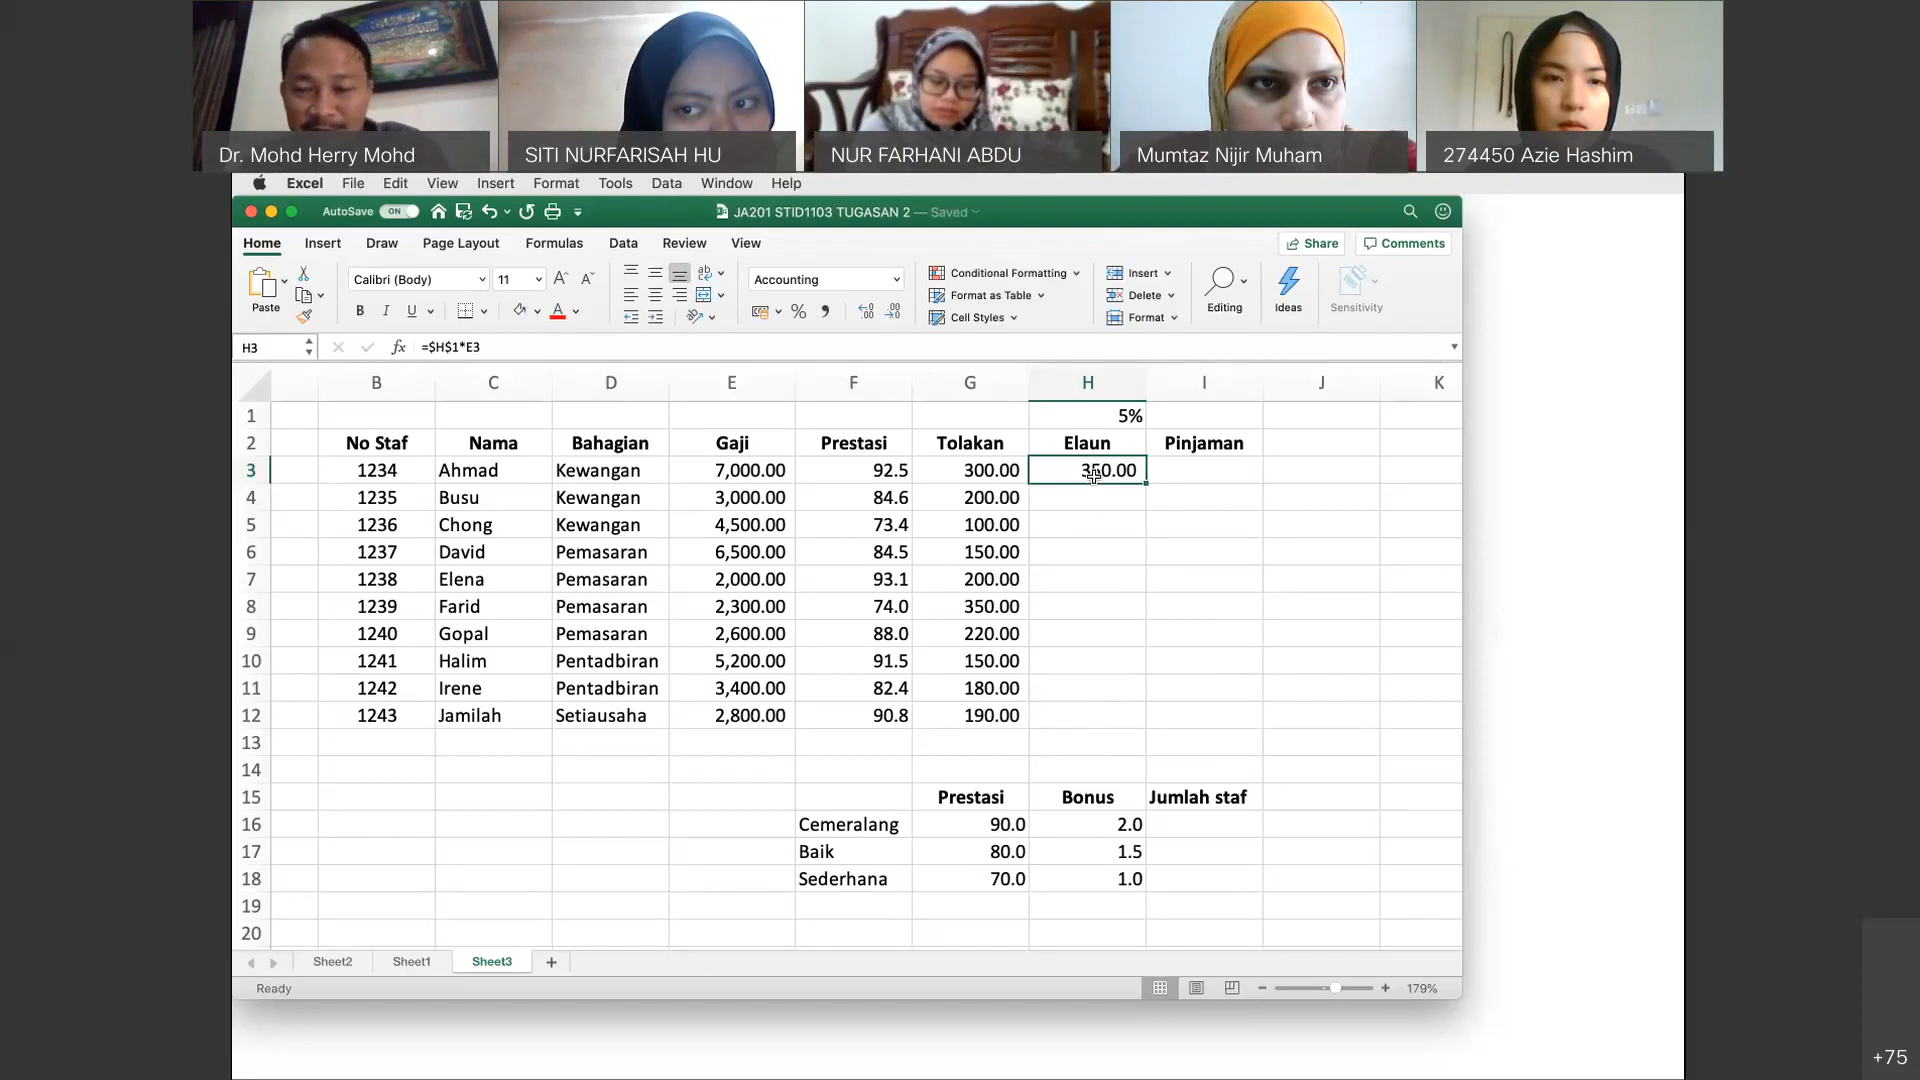 Dr. Mohd Herry Mohd
SITI NURFARISAH HU
NUR FARHANI ABDU
Mumtaz Nijir Muham
274450 Azie Hashim
Excel File Edit View Insert Format Tools Data Window Help
AutoSave ON JA201 STID1103 TUGASAN 2 — Saved
Home Insert Draw Page Layout Formulas Data Review View Share Comments
Paste
Calibri (Body) 11
B I U
Accounting
Conditional Formatting
Format as Table
Cell Styles
Insert
Delete
Format
Editing
Ideas
Sensitivity
H3 fx =$H$1*E3
B C D E F G H I J K
1 5%
2 No Staf Nama Bahagian Gaji Prestasi Tolakan Elaun Pinjaman
3 1234 Ahmad Kewangan 7,000.00 92.5 300.00 350.00
4 1235 Busu Kewangan 3,000.00 84.6 200.00
5 1236 Chong Kewangan 4,500.00 73.4 100.00
6 1237 David Pemasaran 6,500.00 84.5 150.00
7 1238 Elena Pemasaran 2,000.00 93.1 200.00
8 1239 Farid Pemasaran 2,300.00 74.0 350.00
9 1240 Gopal Pemasaran 2,600.00 88.0 220.00
10 1241 Halim Pentadbiran 5,200.00 91.5 150.00
11 1242 Irene Pentadbiran 3,400.00 82.4 180.00
12 1243 Jamilah Setiausaha 2,800.00 90.8 190.00
13
14
15 Prestasi Bonus Jumlah staf
16 Cemeralang 90.0 2.0
17 Baik 80.0 1.5
18 Sederhana 70.0 1.0
19
20
Sheet2 Sheet1 Sheet3 +
Ready 179%
+75